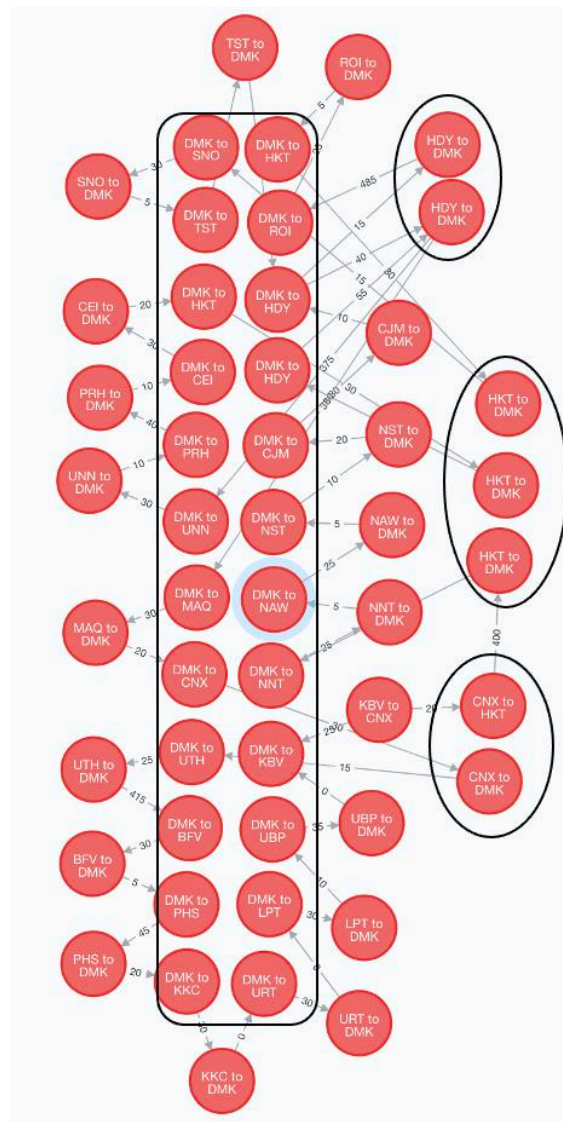 TST to
DMK
ROI to
DMK
5
DMK to
SNO
DMK to
HKT
HDY to
DMK
SNO to
DMK
5
485
DMK to
TST
DMK to
ROI
HDY to
DMK
15
40
15
80
DMK to
HKT
DMK to
HDY
55
CEI to
DMK
20
10
CJM to
DMK
30
DMK to
CEI
DMK to
HDY
375
30
PRH to
DMK
10
HKT to
DMK
40
DMK to
PRH
DMK to
CJM
20
NST to
DMK
UNN to
DMK
10
HKT to
DMK
30
10
DMK to
UNN
DMK to
NST
5
NAW to
DMK
25
HKT to
DMK
DMK to
MAQ
DMK to
NAW
5
NNT to
DMK
MAQ to
DMK
30
20
25
400
DMK to
CNX
DMK to
NNT
KBV to
CNX
CNX to
HKT
DMK to
UTH
DMK to
KBV
15
CNX to
DMK
UTH to
DMK
25
415
0
DMK to
BFV
DMK to
UBP
35
UBP to
DMK
BFV to
DMK
30
5
10
DMK to
PHS
DMK to
LPT
30
LPT to
DMK
45
PHS to
DMK
20
DMK to
KKC
DMK to
URT
30
URT to
DMK
0
KKC to
DMK